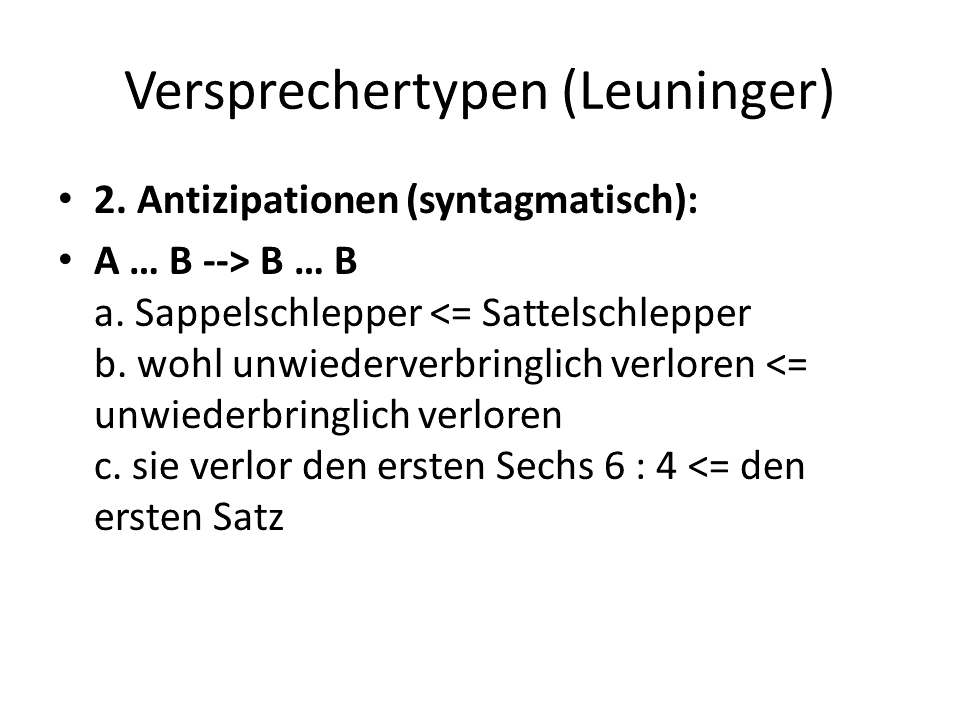 Versprechertypen (Leuninger)
• 2. Antizipationen (syntagmatisch):
• A … B --> B … B
a. Sappelschlepper <= Sattelschlepper
b. wohl unwiederverbringlich verloren <=
unwiederbringlich verloren
c. sie verlor den ersten Sechs 6 : 4 <= den
ersten Satz